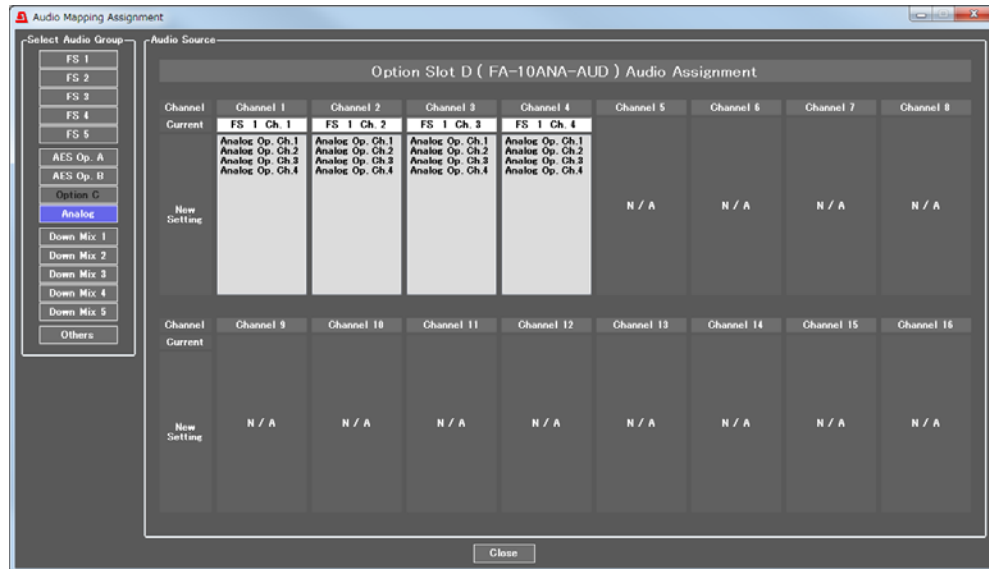 Audio Mapping Assignment
Select Audio Group
FS 1
FS 2
FS 3
FS 4
FS 5
AES Op. A
AES Op. B
Option C
Analog
Down Mix 1
Down Mix 2
Down Mix 3
Down Mix 4
Down Mix 5
Others
Audio Source
Option Slot D ( FA-10ANA-AUD ) Audio Assignment
Channel Channel 1 Channel 2 Channel 3 Channel 4 Channel 5 Channel 6 Channel 7 Channel 8
Current FS 1 Ch. 1 FS 1 Ch. 2 FS 1 Ch. 3 FS 1 Ch. 4
Analog Op. Ch.1 Analog Op. Ch.1 Analog Op. Ch.1 Analog Op. Ch.1
Analog Op. Ch.2 Analog Op. Ch.2 Analog Op. Ch.2 Analog Op. Ch.2
Analog Op. Ch.3 Analog Op. Ch.3 Analog Op. Ch.3 Analog Op. Ch.3
Analog Op. Ch.4 Analog Op. Ch.4 Analog Op. Ch.4 Analog Op. Ch.4
New Setting N / A N / A N / A N / A
Channel Channel 9 Channel 10 Channel 11 Channel 12 Channel 13 Channel 14 Channel 15 Channel 16
Current
New Setting N / A N / A N / A N / A N / A N / A N / A N / A
Close